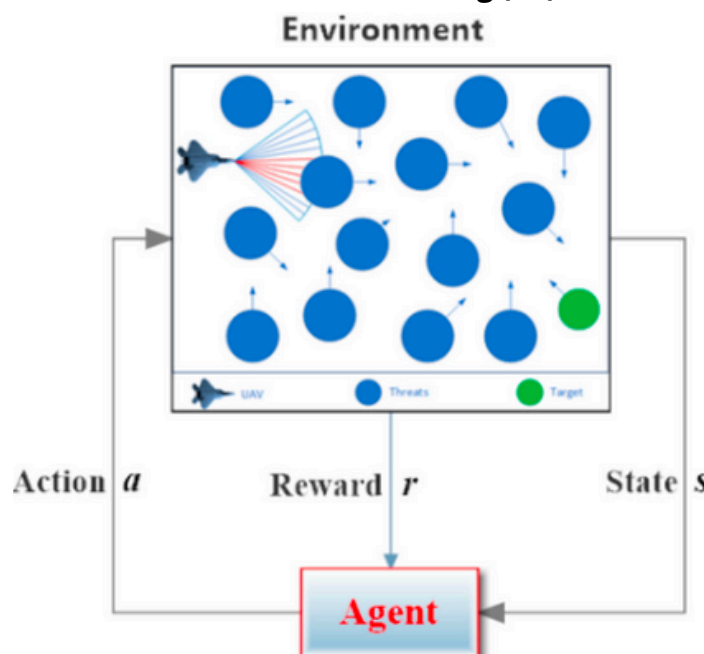 Environment
UAV
Threats
Target
Action a
Reward r
State s
Agent